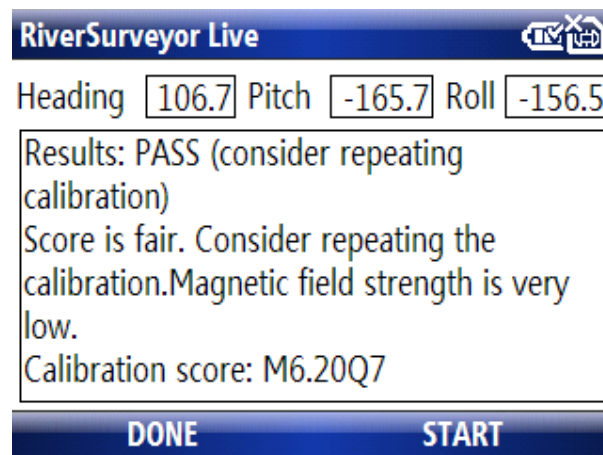 RiverSurveyor Live
Heading 106.7 Pitch -165.7 Roll -156.5
Results: PASS (consider repeating
calibration)
Score is fair. Consider repeating the
calibration.Magnetic field strength is very
low.
Calibration score: M6.20Q7
DONE START